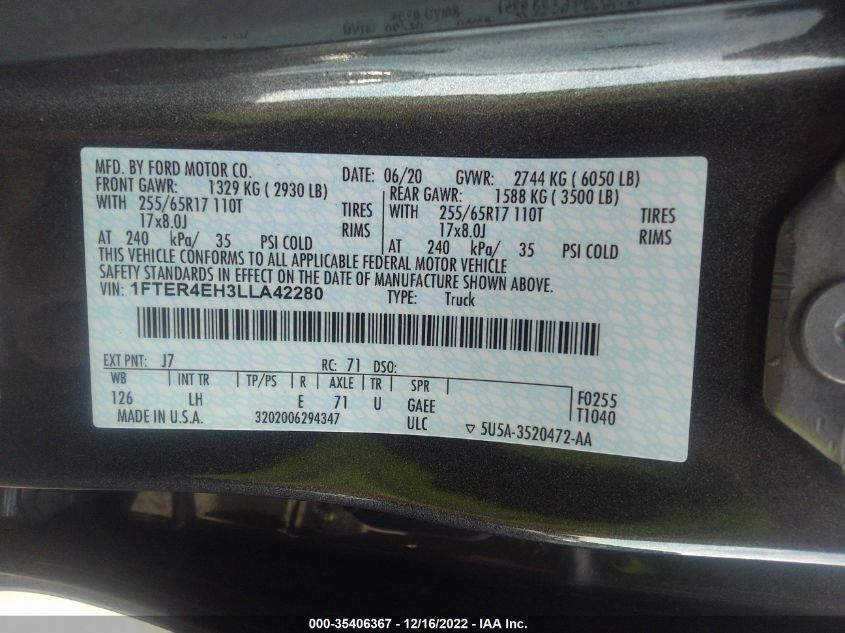 MFD. BY FORD MOTOR CO. DATE: 06/20 GVWR: 2744 KG ( 6050 LB)
FRONT GAWR: 1329 KG ( 2930 LB) REAR GAWR: 1588 KG ( 3500 LB)
WITH 255/65R17 110T TIRES WITH 255/65R17 110T TIRES
17x8.0J RIMS 17x8.0J RIMS
AT 240 kPa/ 35 PSI COLD AT 240 kPa/ 35 PSI COLD
THIS VEHICLE CONFORMS TO ALL APPLICABLE FEDERAL MOTOR VEHICLE
SAFETY STANDARDS IN EFFECT ON THE DATE OF MANUFACTURE SHOWN ABOVE.
VIN: 1FTER4EH3LLA42280 TYPE: Truck
EXT PNT: J7 RC: 71 DSO:
WB INT TR TP/PS R AXLE TR SPR F0255
126 LH E 71 U GAEE T1040
MADE IN U.S.A. 3202006294347 ULC ▽ 5U5A-3520472-AA
000-35406367 - 12/16/2022 - IAA Inc.